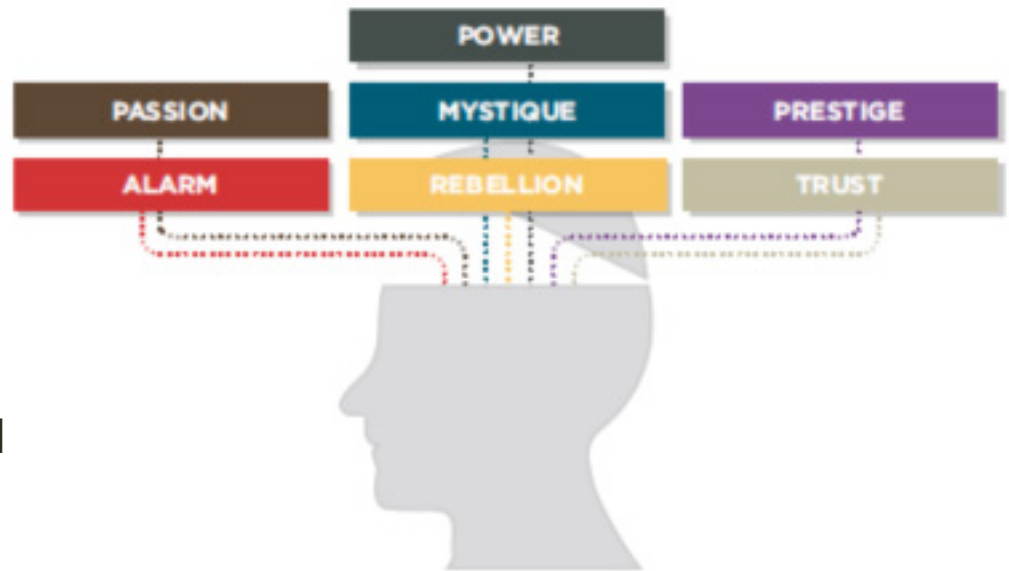 POWER
PASSION
MYSTIQUE
PRESTIGE
ALARM
REBELLION
TRUST